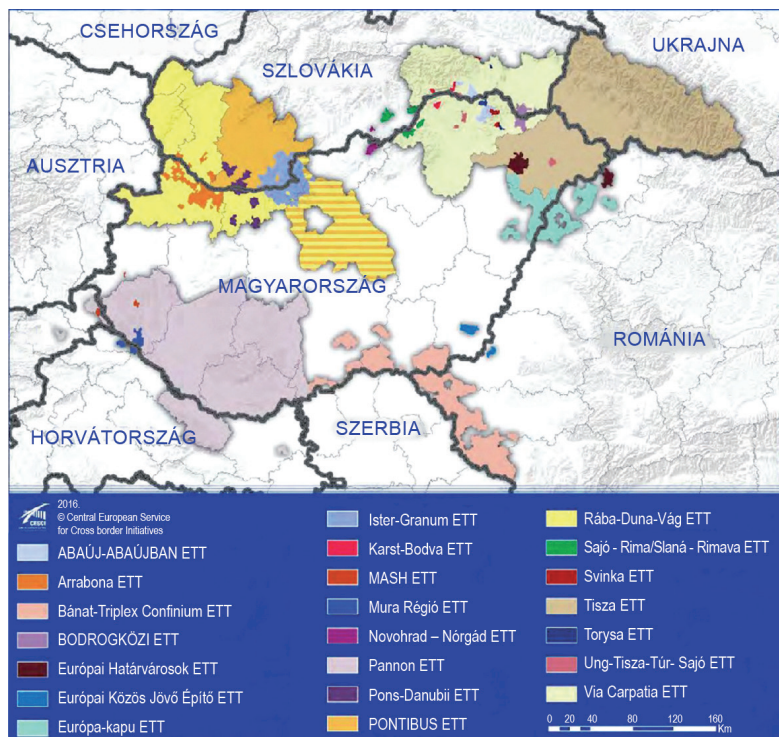 CSEHORSZÁG
UKRAJNA
SZLOVÁKIA
AUSZTRIA
MAGYARORSZÁG
ROMÁNIA
HORVÁTORSZÁG
SZERBIA
2016.
© Central European Service
for Cross border Initiatives
CESCI
ABAÚJ-ABAÚJBAN ETT
Arrabona ETT
Bánát-Triplex Confinium ETT
BODROGKÖZI ETT
Európai Határvárosok ETT
Európai Közös Jövő Építő ETT
Európa-kapu ETT
Ister-Granum ETT
Karst-Bodva ETT
MASH ETT
Mura Régió ETT
Novohrad – Nórgád ETT
Pannon ETT
Pons-Danubii ETT
PONTIBUS ETT
Rába-Duna-Vág ETT
Sajó - Rima/Slaná - Rimava ETT
Svinka ETT
Tisza ETT
Torysa ETT
Ung-Tisza-Túr- Sajó ETT
Via Carpatia ETT
0 20 40 80 120 160
Km